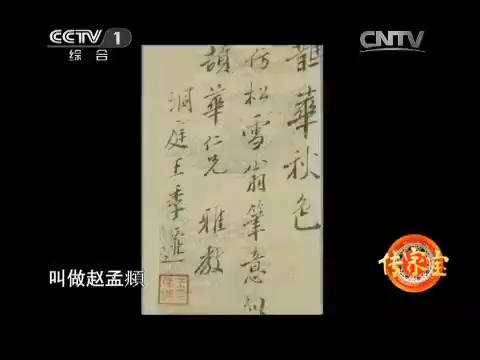 CCTV 1
综合
CNTV
鵲華秋色
仿松雪翁筆意似
華仁兄 雅教
洞庭王季遷
传家宝
叫做赵孟頫